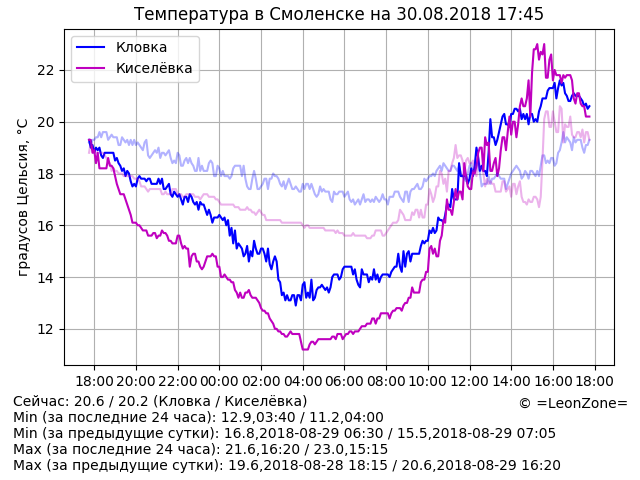 Температура в Смоленске на 30.08.2018 17:45
Кловка
Киселёвка
градусов Цельсия, °C
22
20
18
16
14
12
18:00 20:00 22:00 00:00 02:00 04:00 06:00 08:00 10:00 12:00 14:00 16:00 18:00
Сейчас: 20.6 / 20.2 (Кловка / Киселёвка)
© =LeonZone=
Min (за последние 24 часа): 12.9,03:40 / 11.2,04:00
Min (за предыдущие сутки): 16.8,2018-08-29 06:30 / 15.5,2018-08-29 07:05
Max (за последние 24 часа): 21.6,16:20 / 23.0,15:15
Max (за предыдущие сутки): 19.6,2018-08-28 18:15 / 20.6,2018-08-29 16:20